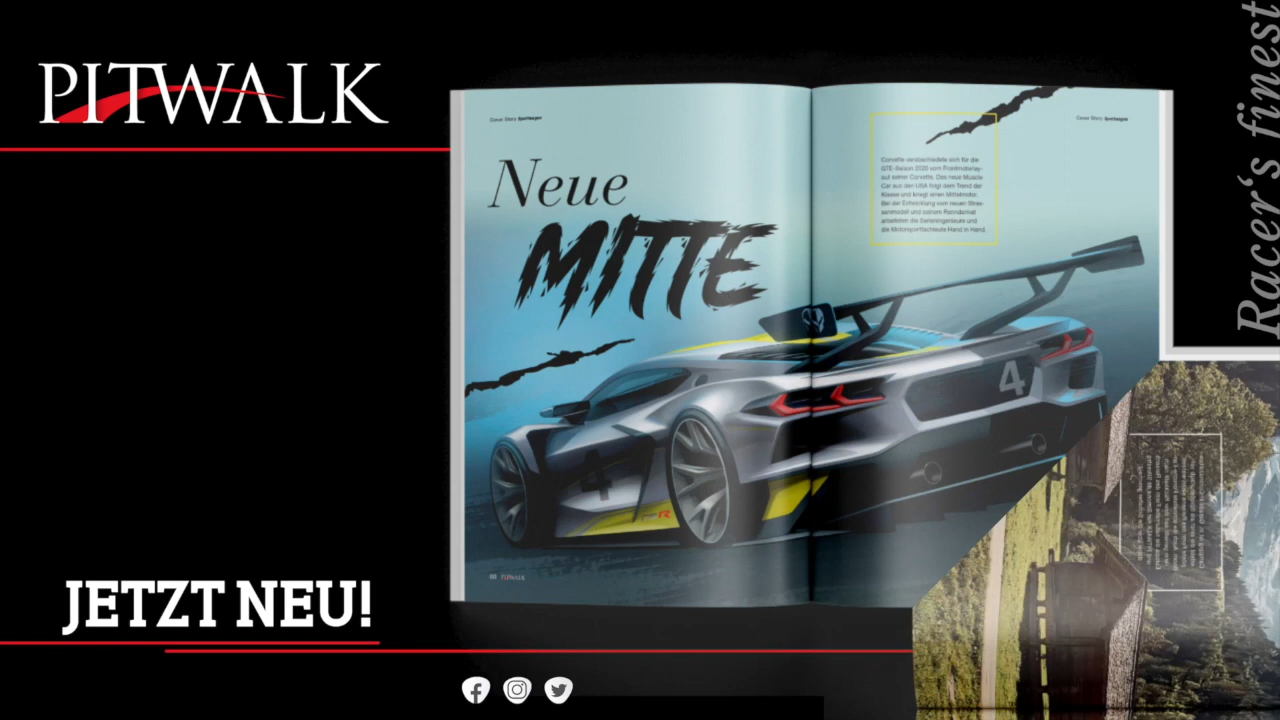 PITWALK
Racer's finest
Cover Story Sportwagen
Cover Story Sportwagen
Neue
MITTE
Corvette verabschiedete sich für die
GTE-Saison 2020 vom Frontmotorlay-
out seiner Corvette. Das neue Muscle
Car aus den USA folgt dem Trend der
Klasse und kriegt einen Mittelmotor.
Bei der Entwicklung vom neuen Stras-
senmodell und seinem Renndernat
arbeiteten die Serieningenieure und
die Motorsportfachleute Hand in Hand.
4
4
PITWALK
JETZT NEU!